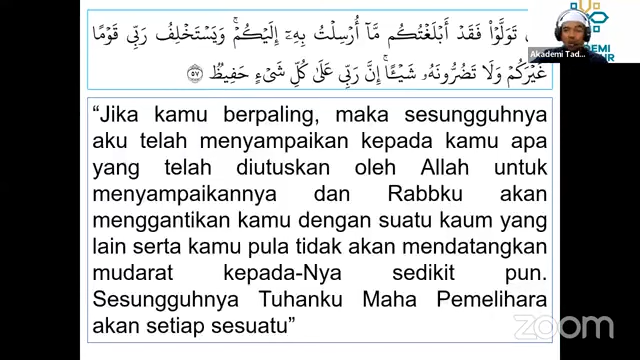 تَوَلَّوْا۟ فَقَدْ أَبْلَغْتُكُم مَّآ أُرْسِلْتُ بِهِۦٓ إِلَيْكُمْ ۚ وَيَسْتَخْلِفُ رَبِّى قَوْمًا
غَيْرَكُمْ وَلَا تَضُرُّونَهُۥ شَيْـًٔا ۚ إِنَّ رَبِّى عَلَىٰ كُلِّ شَىْءٍ حَفِيظٌ ٥٧
Akademi Tad...
“Jika kamu berpaling, maka sesungguhnya
aku telah menyampaikan kepada kamu apa
yang telah diutuskan oleh Allah untuk
menyampaikannya dan Rabbku akan
menggantikan kamu dengan suatu kaum yang
lain serta kamu pula tidak akan mendatangkan
mudarat kepada-Nya sedikit pun.
Sesungguhnya Tuhanku Maha Pemelihara
akan setiap sesuatu”
zoom